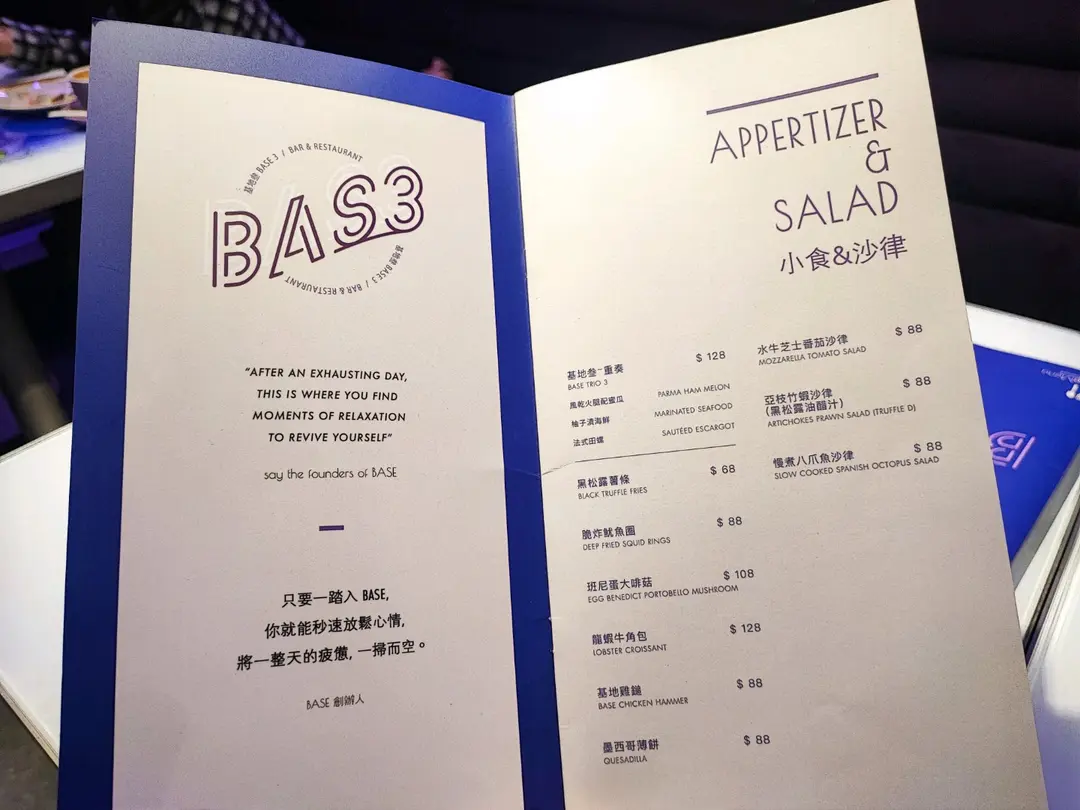 基地叁 BASE 3 / BAR & RESTAURANT
BAS3
基地叁 BASE 3 / BAR & RESTAURANT
“AFTER AN EXHAUSTING DAY,
THIS IS WHERE YOU FIND
MOMENTS OF RELAXATION
TO REVIVE YOURSELF”
say the founders of BASE
只要一踏入 BASE,
你就能秒速放鬆心情,
將一整天的疲憊, 一掃而空。
BASE 創辦人
APPERTIZER
&
SALAD
小食&沙律
基地叁~重奏 $ 128
BASE TRIO 3
風乾火腿配蜜瓜 PARMA HAM MELON
柚子漬海鮮 MARINATED SEAFOOD
法式田螺 SAUTÉED ESCARGOT
黑松露薯條 $ 68
BLACK TRUFFLE FRIES
脆炸魷魚圈 $ 88
DEEP FRIED SQUID RINGS
班尼蛋大啡菇 $ 108
EGG BENEDICT PORTOBELLO MUSHROOM
龍蝦牛角包 $ 128
LOBSTER CROISSANT
基地雞鎚 $ 88
BASE CHICKEN HAMMER
墨西哥薄餅 $ 88
QUESADILLA
水牛芝士番茄沙律 $ 88
MOZZARELLA TOMATO SALAD
亞枝竹蝦沙律 $ 88
(黑松露油醋汁)
ARTICHOKES PRAWN SALAD (TRUFFLE D)
慢煮八爪魚沙律 $ 88
SLOW COOKED SPANISH OCTOPUS SALAD